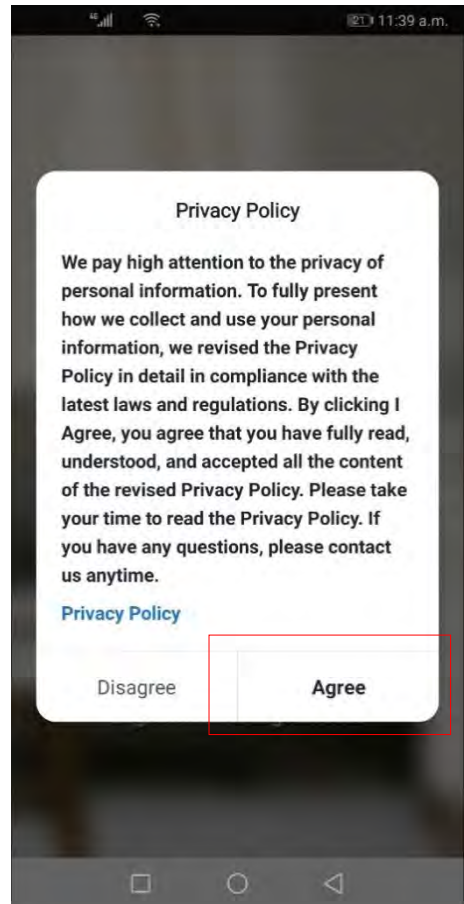 4G 21 11:39 a.m.
Privacy Policy
We pay high attention to the privacy of
personal information. To fully present
how we collect and use your personal
information, we revised the Privacy
Policy in detail in compliance with the
latest laws and regulations. By clicking I
Agree, you agree that you have fully read,
understood, and accepted all the content
of the revised Privacy Policy. Please take
your time to read the Privacy Policy. If
you have any questions, please contact
us anytime.
Privacy Policy
Disagree Agree